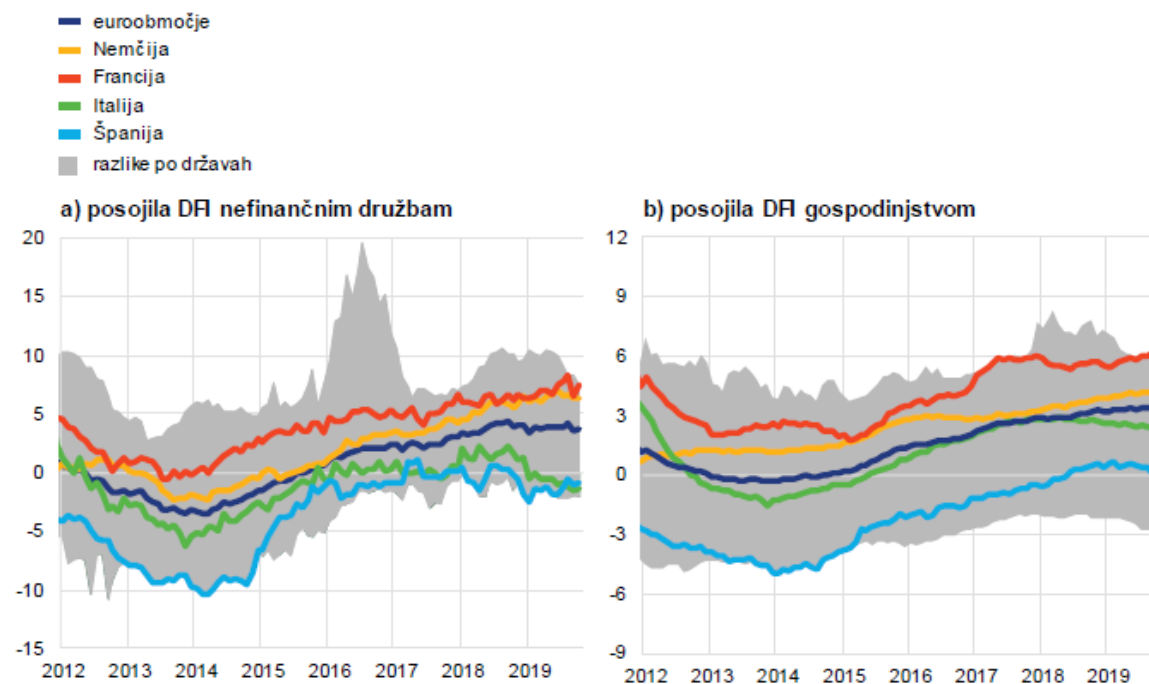 euroobmočje
Nemčija
Francija
Italija
Španija
razlike po državah
a) posojila DFI nefinančnim družbam
b) posojila DFI gospodinjstvom
20
15
10
5
0
-5
-10
-15
2012 2013 2014 2015 2016 2017 2018 2019
12
9
6
3
0
-3
-6
-9
2012 2013 2014 2015 2016 2017 2018 2019